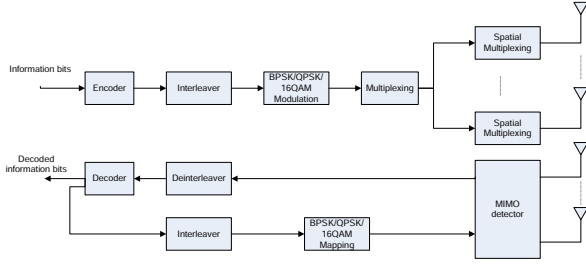 Information bits
Encoder
Interleaver
BPSK/QPSK/
16QAM
Modulation
Multiplexing
Spatial
Multiplexing
Spatial
Multiplexing
Decoded
information bits
Decoder
Deinterleaver
MIMO
detector
Interleaver
BPSK/QPSK/
16QAM
Mapping